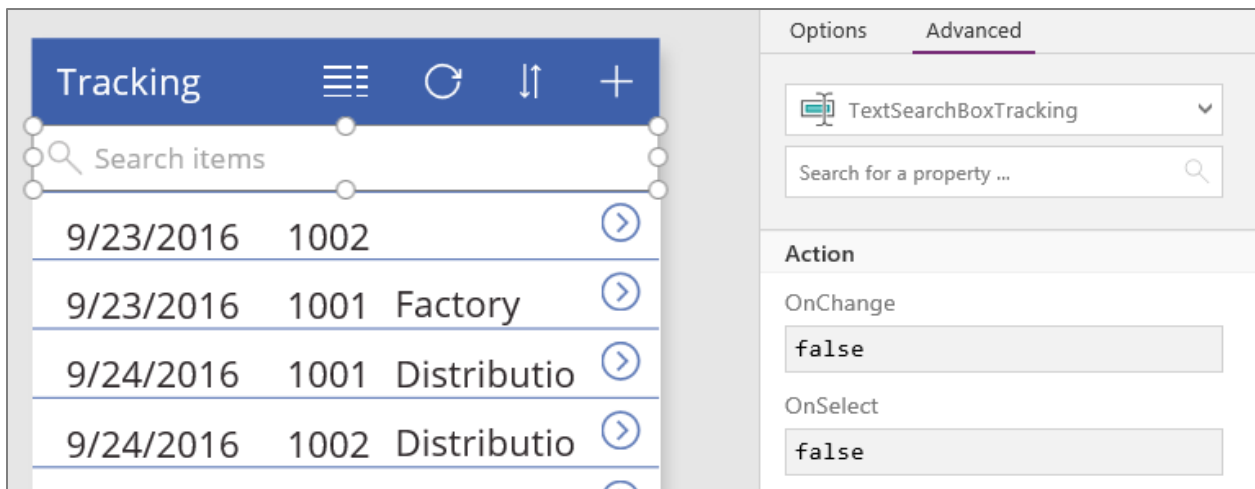 Tracking
Search items
9/23/2016 1002
9/23/2016 1001 Factory
9/24/2016 1001 Distributio
9/24/2016 1002 Distributio
Options Advanced
TextSearchBoxTracking
Search for a property ...
Action
OnChange
false
OnSelect
false